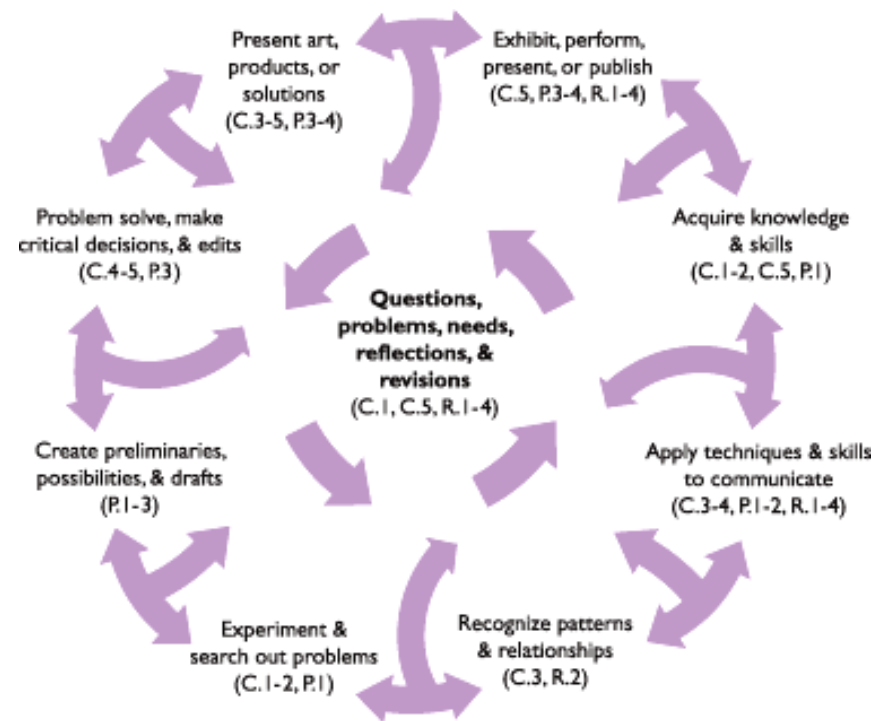 Present art,
products, or
solutions
(C.3-5, P.3-4)
Exhibit, perform,
present, or publish
(C.5, P.3-4, R.1-4)
Acquire knowledge
& skills
(C.1-2, C.5, P.1)
Apply techniques & skills
to communicate
(C.3-4, P.1-2, R.1-4)
Recognize patterns
& relationships
(C.3, R.2)
Experiment &
search out problems
(C.1-2, P.1)
Create preliminaries,
possibilities, & drafts
(P.1-3)
Problem solve, make
critical decisions, & edits
(C.4-5, P.3)
Questions,
problems, needs,
reflections, &
revisions
(C.1, C.5, R.1-4)